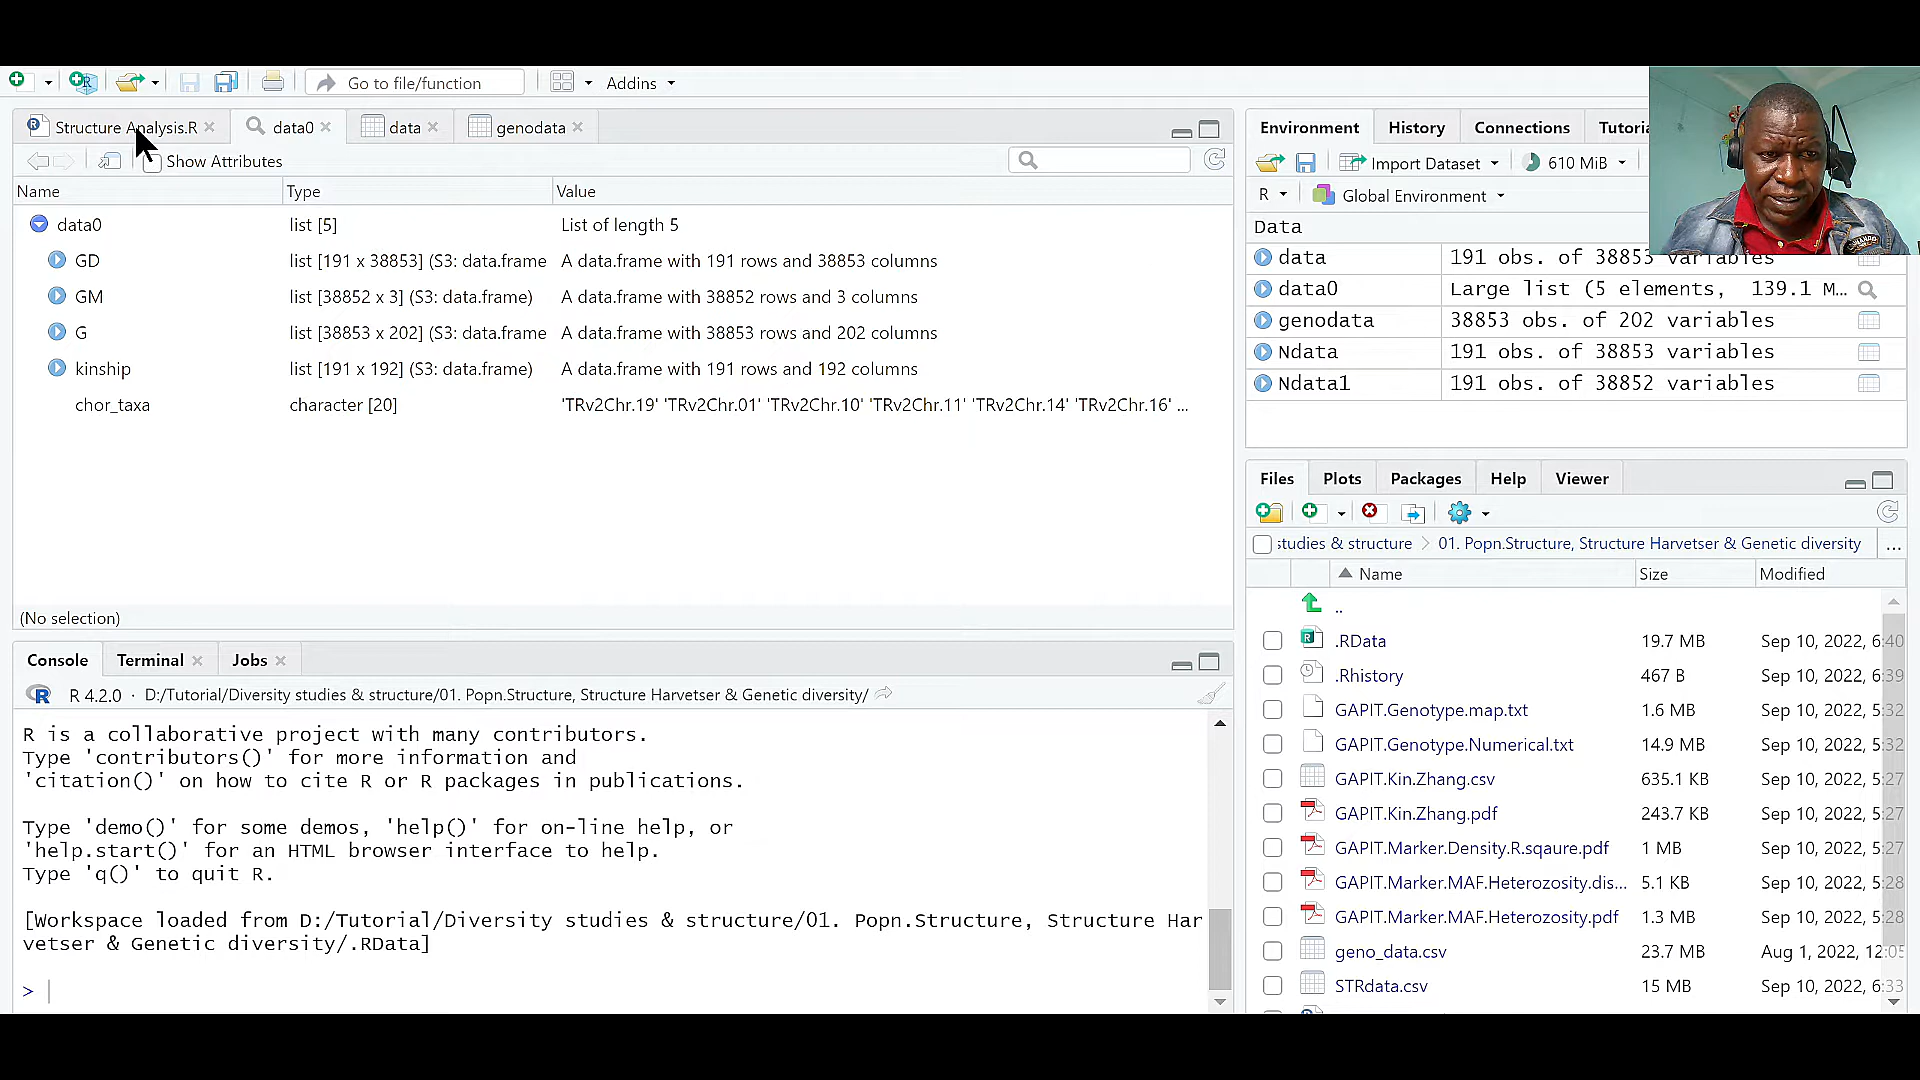 Go to file/function
Addins
Structure Analysis.R
data0
data
genodata
Show Attributes
Name Type Value
data0 list [5] List of length 5
GD list [191 x 38853] (S3: data.frame A data.frame with 191 rows and 38853 columns
GM list [38852 x 3] (S3: data.frame) A data.frame with 38852 rows and 3 columns
G list [38853 x 202] (S3: data.frame A data.frame with 38853 rows and 202 columns
kinship list [191 x 192] (S3: data.frame) A data.frame with 191 rows and 192 columns
chor_taxa character [20] 'TRv2Chr.19' 'TRv2Chr.01' 'TRv2Chr.10' 'TRv2Chr.11' 'TRv2Chr.14' 'TRv2Chr.16' ...
(No selection)
Console Terminal Jobs
R 4.2.0 · D:/Tutorial/Diversity studies & structure/01. Popn.Structure, Structure Harvetser & Genetic diversity/
R is a collaborative project with many contributors.
Type 'contributors()' for more information and
'citation()' on how to cite R or R packages in publications.
Type 'demo()' for some demos, 'help()' for on-line help, or
'help.start()' for an HTML browser interface to help.
Type 'q()' to quit R.
[Workspace loaded from D:/Tutorial/Diversity studies & structure/01. Popn.Structure, Structure Har
vetser & Genetic diversity/.RData]
>
Environment History Connections Tutoria
Import Dataset 610 MiB
R Global Environment
Data
data 191 obs. of 38853 variables
data0 Large list (5 elements, 139.1 M...
genodata 38853 obs. of 202 variables
Ndata 191 obs. of 38853 variables
Ndata1 191 obs. of 38852 variables
Files Plots Packages Help Viewer
studies & structure > 01. Popn.Structure, Structure Harvetser & Genetic diversity ...
Name Size Modified
..
.RData 19.7 MB Sep 10, 2022, 6:40
.Rhistory 467 B Sep 10, 2022, 6:39
GAPIT.Genotype.map.txt 1.6 MB Sep 10, 2022, 5:32
GAPIT.Genotype.Numerical.txt 14.9 MB Sep 10, 2022, 5:32
GAPIT.Kin.Zhang.csv 635.1 KB Sep 10, 2022, 5:27
GAPIT.Kin.Zhang.pdf 243.7 KB Sep 10, 2022, 5:27
GAPIT.Marker.Density.R.sqaure.pdf 1 MB Sep 10, 2022, 5:27
GAPIT.Marker.MAF.Heterozosity.dis... 5.1 KB Sep 10, 2022, 5:28
GAPIT.Marker.MAF.Heterozosity.pdf 1.3 MB Sep 10, 2022, 5:28
geno_data.csv 23.7 MB Aug 1, 2022, 12:05
STRdata.csv 15 MB Sep 10, 2022, 6:33